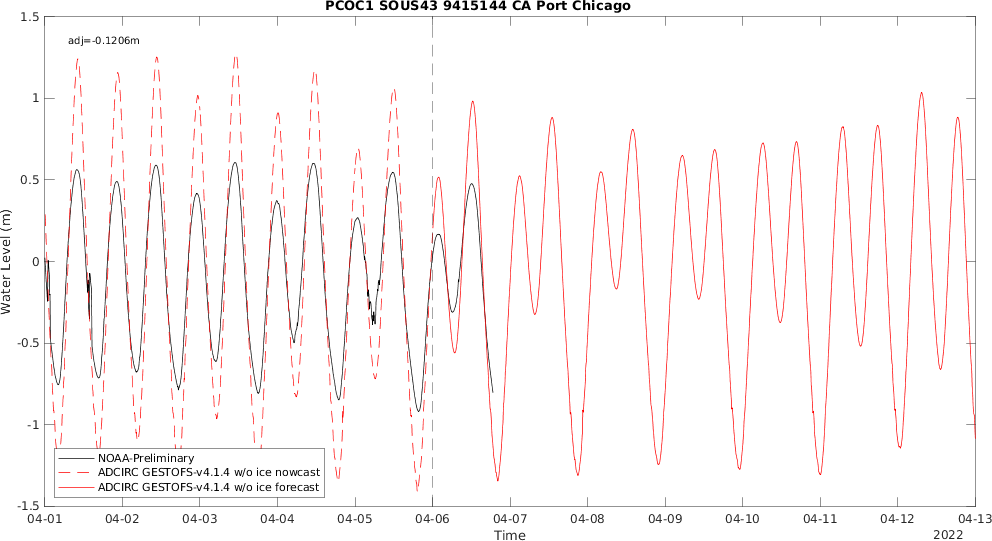 PCOC1 SOUS43 9415144 CA Port Chicago
1.5
adj=-0.1206m
1
0.5
0
-0.5
-1
-1.5
Water Level (m)
NOAA-Preliminary
ADCIRC GESTOFS-v4.1.4 w/o ice nowcast
ADCIRC GESTOFS-v4.1.4 w/o ice forecast
04-01 04-02 04-03 04-04 04-05 04-06 04-07 04-08 04-09 04-10 04-11 04-12 04-13
Time
2022